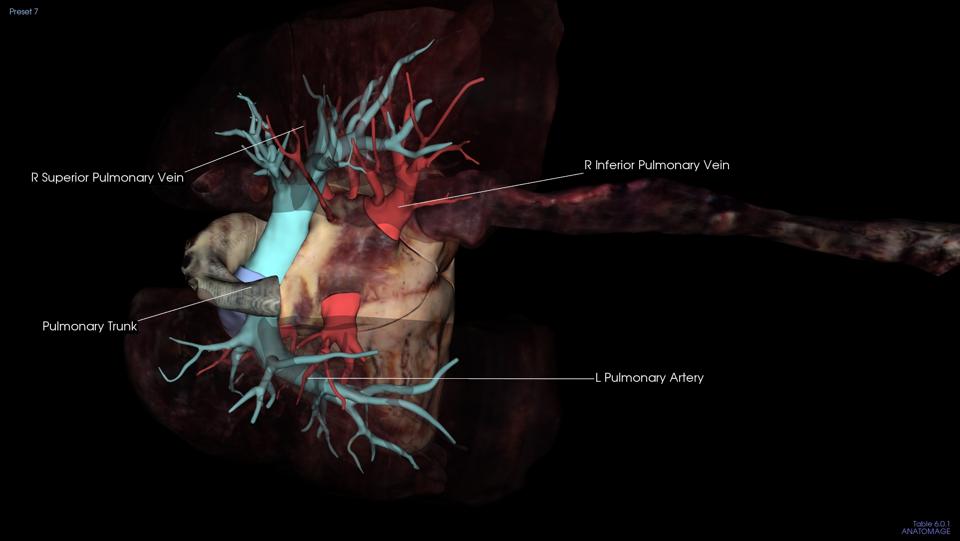 Preset 7
R Superior Pulmonary Vein
R Inferior Pulmonary Vein
Pulmonary Trunk
L Pulmonary Artery
Table 6.0.1
ANATOMAGE